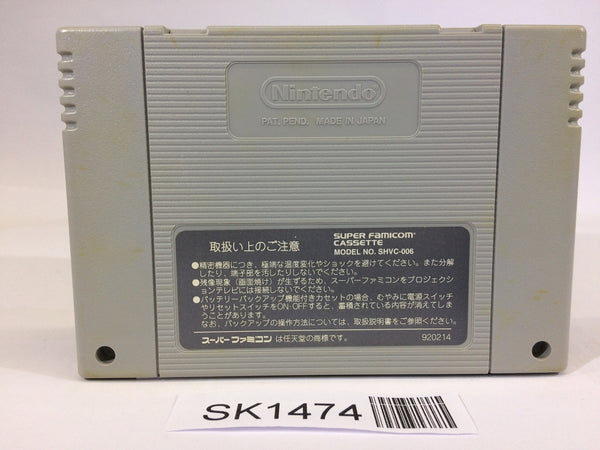 Nintendo
PAT. PEND. MADE IN JAPAN
取扱い上のご注意
SUPER FAMICOM
CASSETTE
MODEL NO. SHVC-006
●精密機器につき、極端な温度変化やショックを避けてください。また分解
したり、端子部を汚したりしないでください。
●残像現象（画面焼け）が生ずるため、スーパーファミコンをプロジェクシ
ョンテレビには接続しないでください。
●バッテリーバックアップ機能付きカセットの場合、むやみに電源スイッチ
やリセットスイッチをON·OFFすると、蓄積されている内容が消えてしま
うことがあります。
なお、バックアップの操作方法については、取扱説明書をご参照ください。
スーパーファミコン は任天堂の商標です。
920214
SK1474